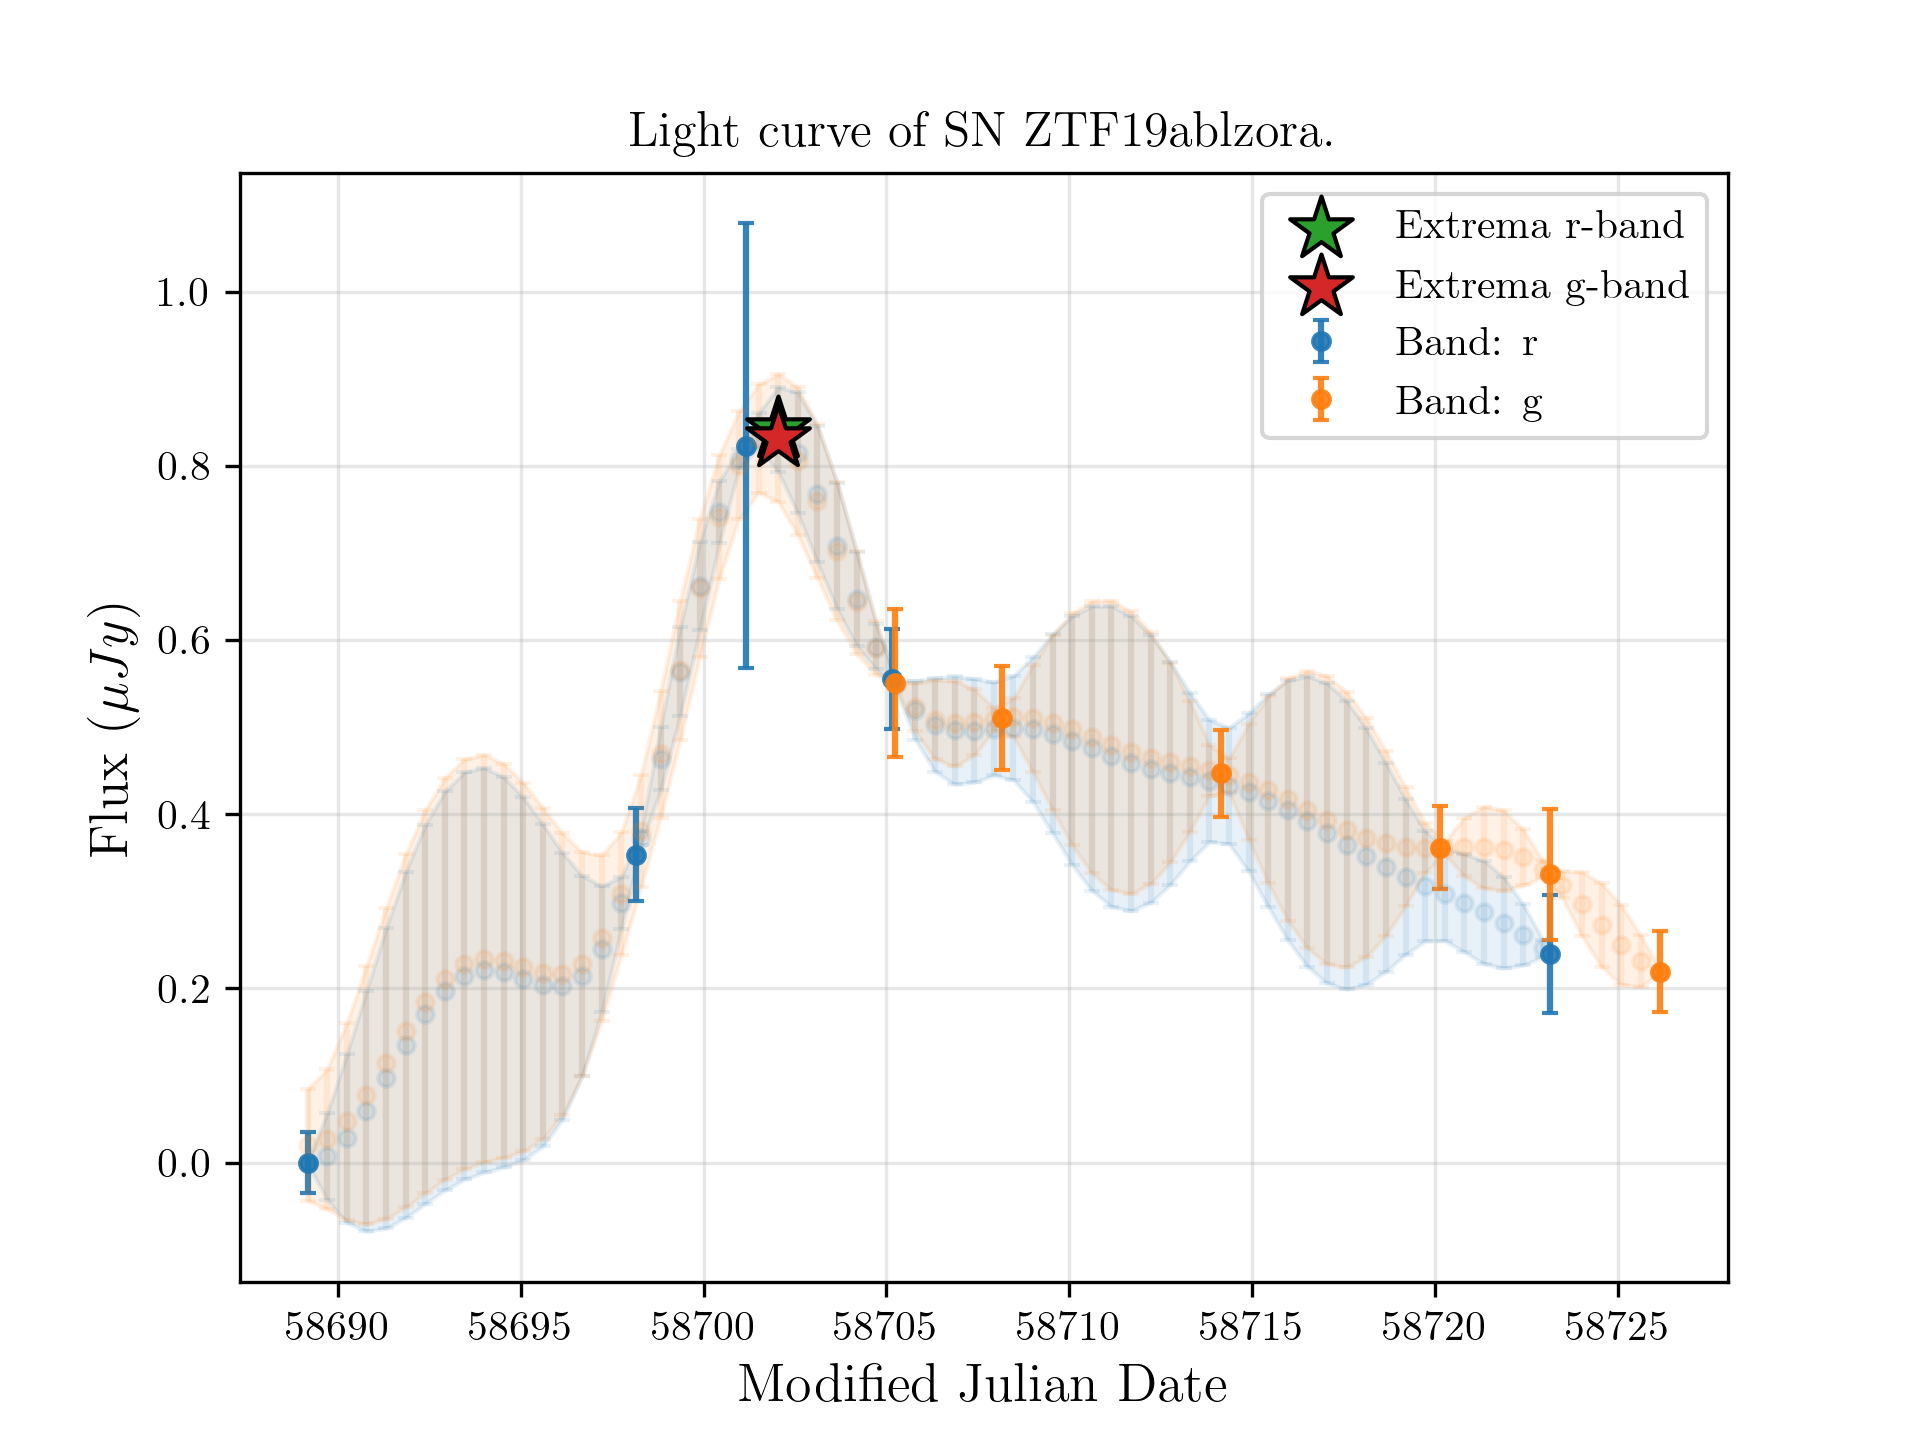 Light curve of SN ZTF19ablzora.
Extrema r-band
Extrema g-band
Band: r
Band: g
Flux (μJy)
1.0
0.8
0.6
0.4
0.2
0.0
58690 58695 58700 58705 58710 58715 58720 58725
Modified Julian Date